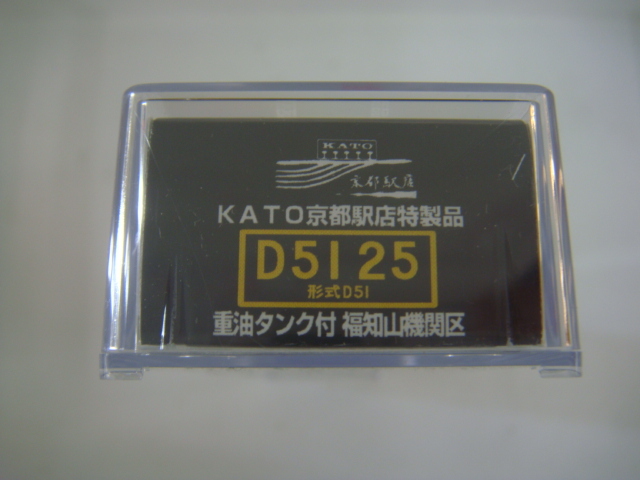 KATO
京都駅店
KATO京都駅店特製品
D51 25
形式D51
重油タンク付 福知山機関区